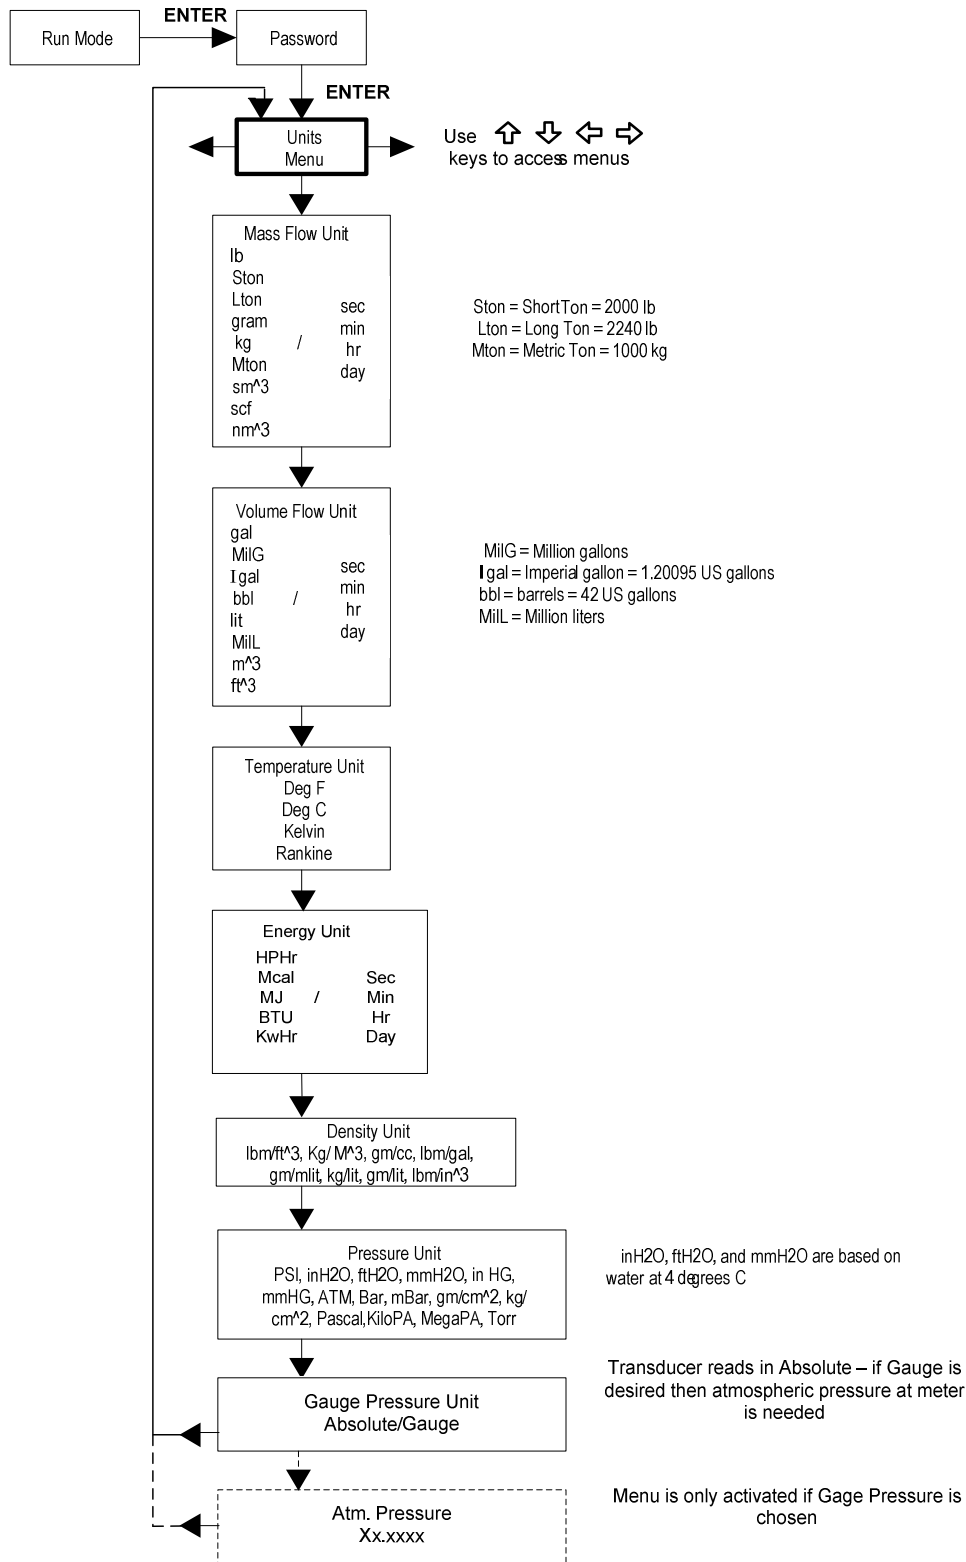 ENTER
Run Mode
Password
ENTER
Units
Menu
Use
keys to access menus
Mass Flow Unit
lb
Ston
Lton
gram
kg
Mton
sm^3
scf
nm^3
/
sec
min
hr
day
Ston = Short Ton = 2000 lb
Lton = Long Ton = 2240 lb
Mton = Metric Ton = 1000 kg
Volume Flow Unit
gal
MilG
Igal
bbl
lit
MilL
m^3
ft^3
/
sec
min
hr
day
MilG = Million gallons
Igal = Imperial gallon = 1.20095 US gallons
bbl = barrels = 42 US gallons
MilL = Million liters
Temperature Unit
Deg F
Deg C
Kelvin
Rankine
Energy Unit
HPHr
Mcal
MJ
BTU
KwHr
/
Sec
Min
Hr
Day
Density Unit
lbm/ft^3, Kg/ M^3, gm/cc, lbm/gal,
gm/mlit, kg/lit, gm/lit, lbm/in^3
Pressure Unit
PSI, inH2O, ftH2O, mmH2O, in HG,
mmHG, ATM, Bar, mBar, gm/cm^2, kg/
cm^2, Pascal,KiloPA, MegaPA, Torr
inH2O, ftH2O, and mmH2O are based on
water at 4 degrees C
Gauge Pressure Unit
Absolute/Gauge
Transducer reads in Absolute – if Gauge is
desired then atmospheric pressure at meter
is needed
Atm. Pressure
Xx.xxxx
Menu is only activated if Gage Pressure is
chosen